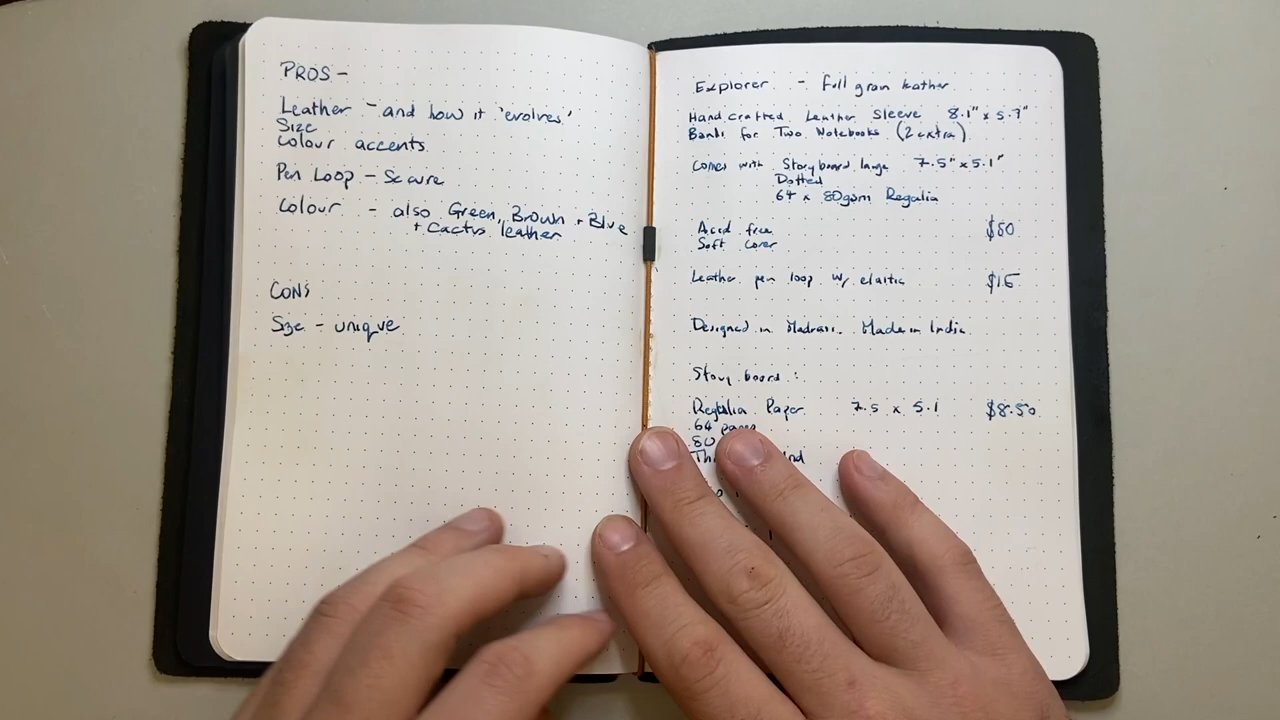 PROS -
Leather - and how it 'evolves'
Size
Colour accents
Pen Loop - Secure
Colour - also Green, Brown + Blue
+ Cactus leather
CONS
Size - unique
Explorer - Full grain leather
Handcrafted Leather Sleeve 8.1" x 5.7"
Bands for Two Notebooks (2 extra)
Comes with Storyboard large 7.5" x 5.1"
Dotted
64 x 80gsm Regalia
Acid free
Soft Cover
$80
Leather pen loop w/ elastic $15
Designed in Madras. Made in India
Story board:
Regalia Paper 7.5 x 5.1 $8.50
64 pages
80